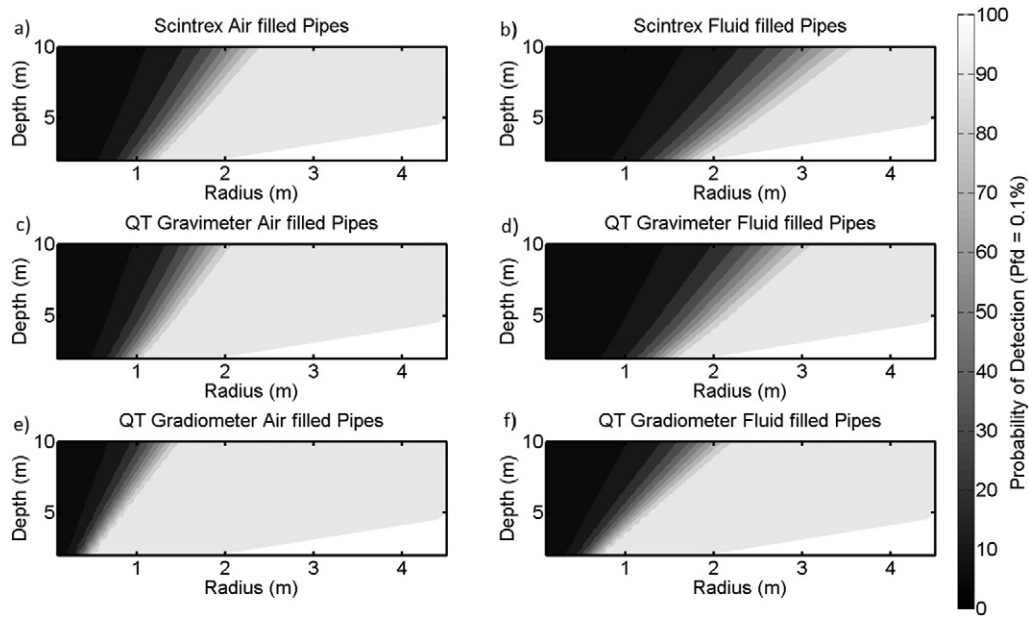 a) Scintrex Air filled Pipes
10
5
Depth (m)
1 2 3 4
Radius (m)
b) Scintrex Fluid filled Pipes
10
5
Depth (m)
1 2 3 4
Radius (m)
c) QT Gravimeter Air filled Pipes
10
5
Depth (m)
1 2 3 4
Radius (m)
d) QT Gravimeter Fluid filled Pipes
10
5
Depth (m)
1 2 3 4
Radius (m)
e) QT Gradiometer Air filled Pipes
10
5
Depth (m)
1 2 3 4
Radius (m)
f) QT Gradiometer Fluid filled Pipes
10
5
Depth (m)
1 2 3 4
Radius (m)
100
90
80
70
60
50
40
30
20
10
0
Probability of Detection (Pfd = 0.1%)